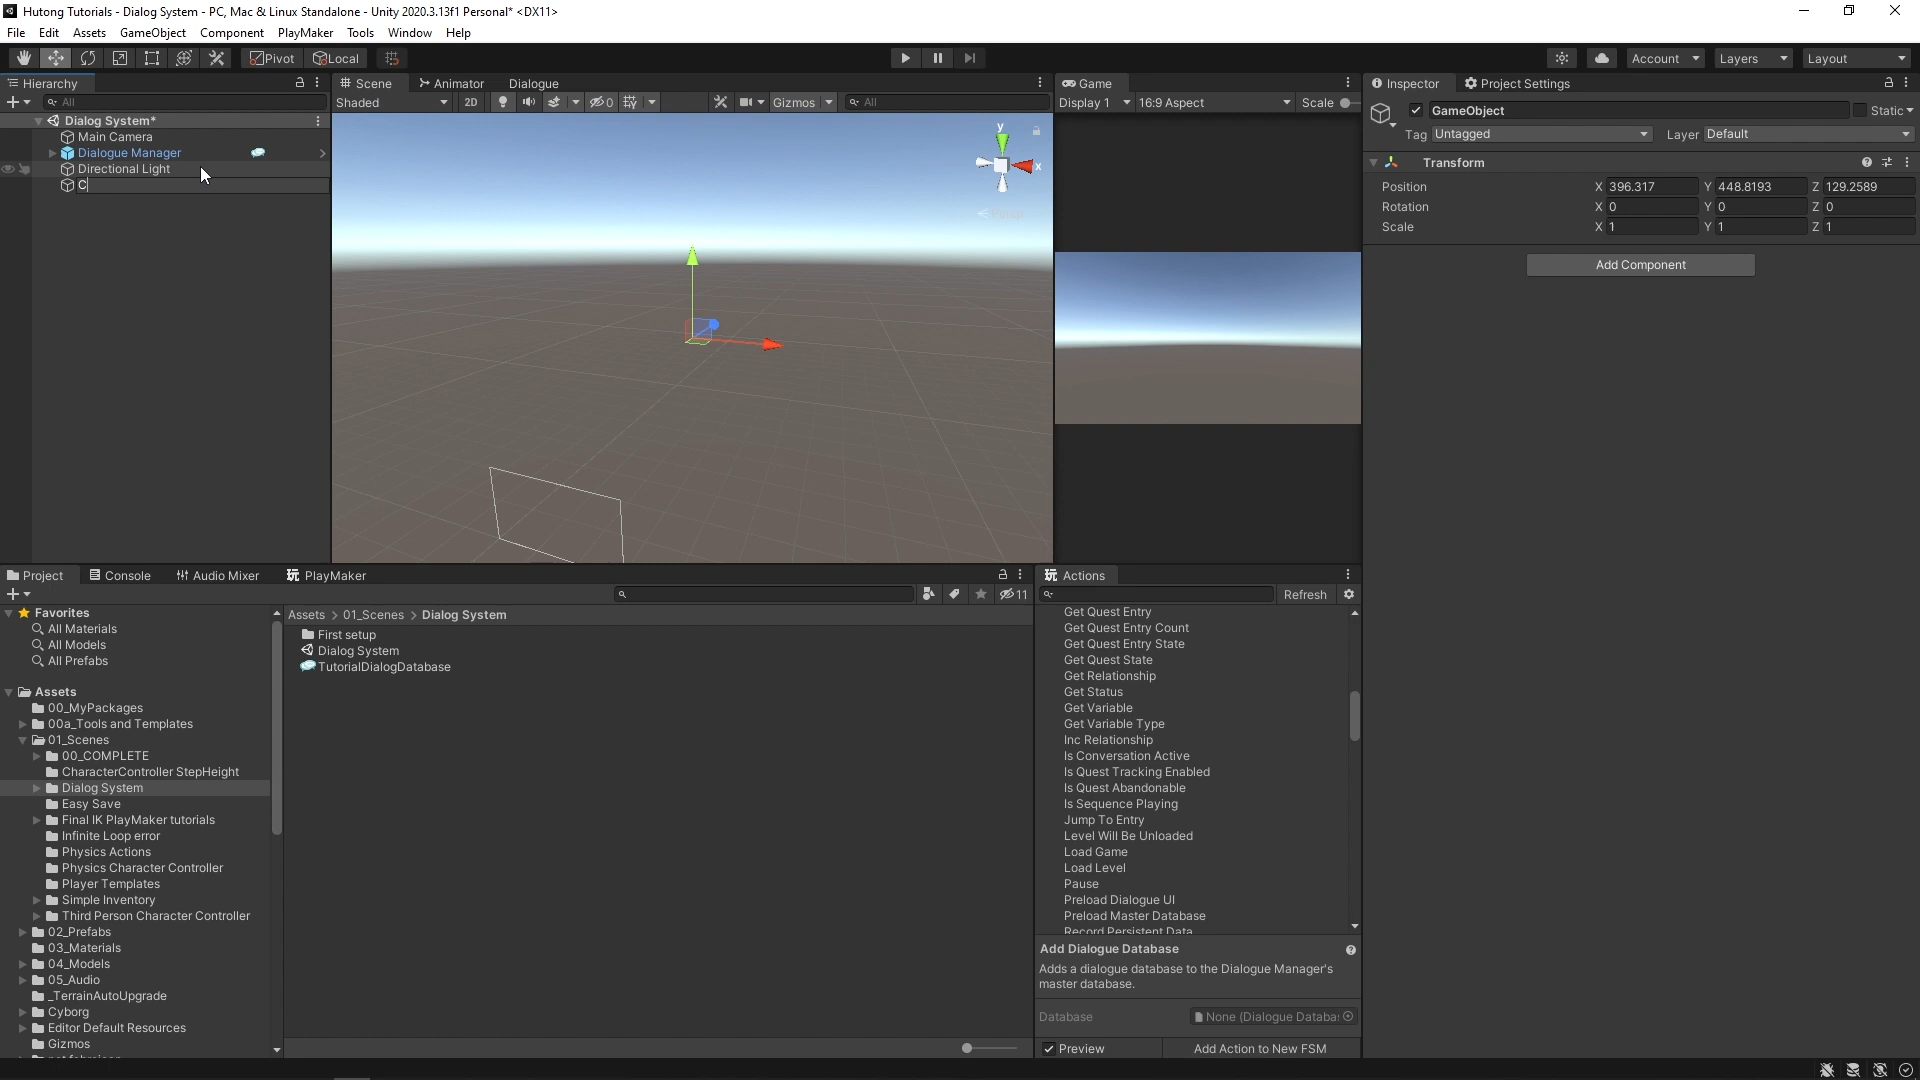 Hutong Tutorials - Dialog System - PC, Mac & Linux Standalone - Unity 2020.3.13f1 Personal* <DX11>
File Edit Assets GameObject Component PlayMaker Tools Window Help
Pivot Local Account Layers Layout
Hierarchy Scene Animator Dialogue Game Inspector Project Settings
All Shaded 2D 0 Gizmos All Display 1 16:9 Aspect Scale
Dialog System*
Main Camera
Dialogue Manager
Directional Light
C
y
x
GameObject Static
Tag Untagged Layer Default
Transform
Position X 396.317 Y 448.8193 Z 129.2589
Rotation X 0 Y 0 Z 0
Scale X 1 Y 1 Z 1
Add Component
Project Console Audio Mixer PlayMaker
11
Favorites
All Materials
All Models
All Prefabs
Assets
00_MyPackages
00a_Tools and Templates
01_Scenes
00_COMPLETE
CharacterController StepHeight
Dialog System
Easy Save
Final IK PlayMaker tutorials
Infinite Loop error
Physics Actions
Physics Character Controller
Player Templates
Simple Inventory
Third Person Character Controller
02_Prefabs
03_Materials
04_Models
05_Audio
_TerrainAutoUpgrade
Cyborg
Editor Default Resources
Gizmos
Assets > 01_Scenes > Dialog System
First setup
Dialog System
TutorialDialogDatabase
Actions
Refresh
Get Quest Entry
Get Quest Entry Count
Get Quest Entry State
Get Quest State
Get Relationship
Get Status
Get Variable
Get Variable Type
Inc Relationship
Is Conversation Active
Is Quest Tracking Enabled
Is Quest Abandonable
Is Sequence Playing
Jump To Entry
Level Will Be Unloaded
Load Game
Load Level
Pause
Preload Dialogue UI
Preload Master Database
Record Persistent Data
Add Dialogue Database
Adds a dialogue database to the Dialogue Manager's
master database.
Database None (Dialogue Databa
Preview Add Action to New FSM